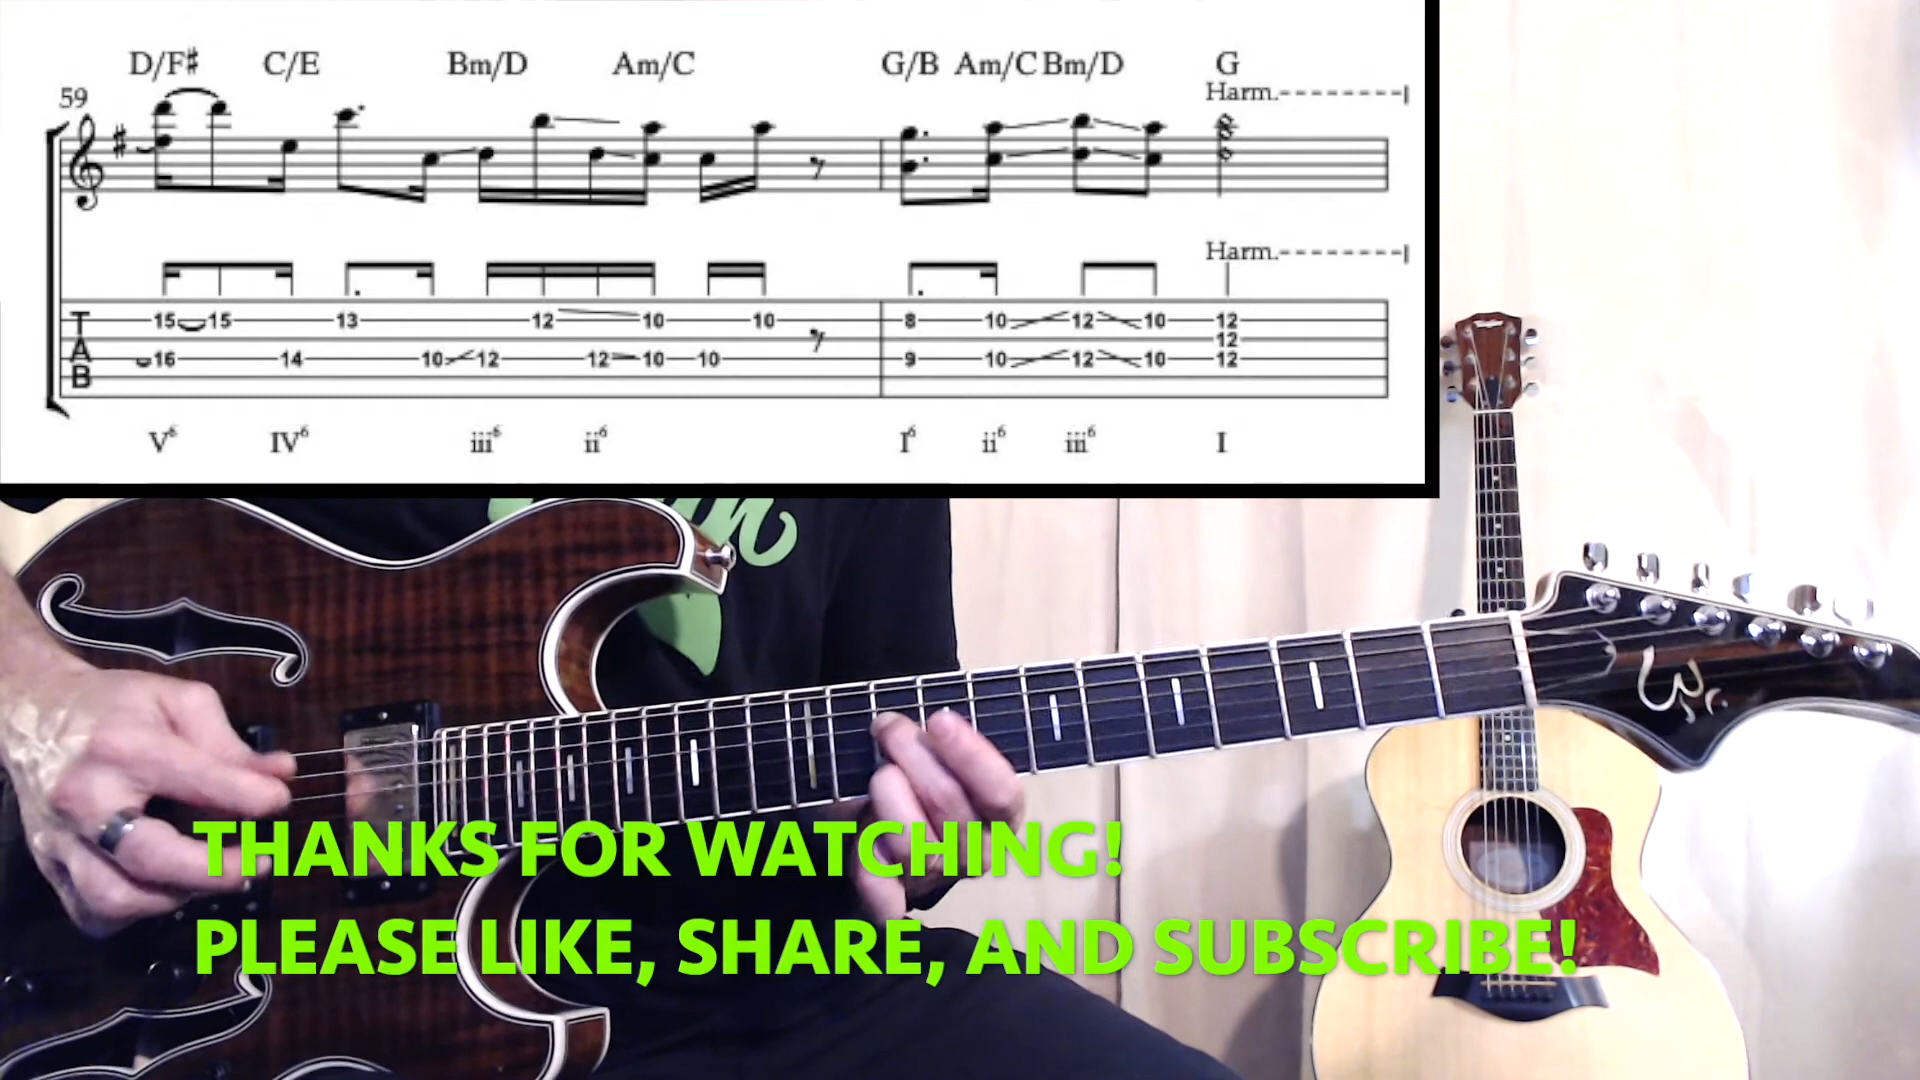 D/F♯ C/E Bm/D Am/C G/B Am/C Bm/D G
59 Harm.
Harm.
T 15 15 13 12 10 10 8 10 12 10 12
12
A 16 14 10 12 12 10 10 9 10 12 10 12
B
V6 IV6 iii6 ii6 I6 ii6 iii6 I
THANKS FOR WATCHING!
PLEASE LIKE, SHARE, AND SUBSCRIBE!